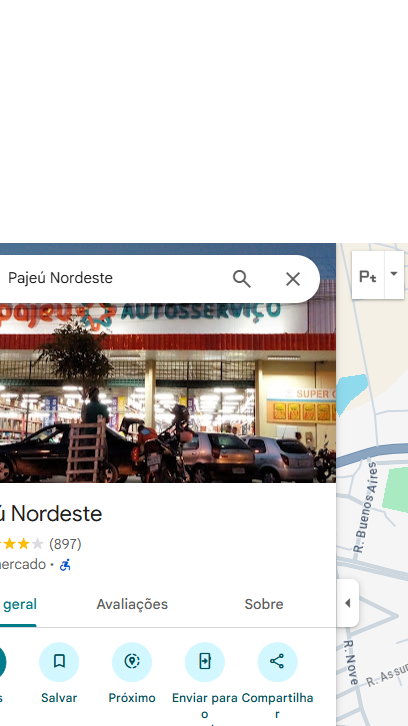 Pajeú Nordeste
Pt
pajeú AUTOSSERVIÇO
SUPER O
ú Nordeste
(897)
ercado ·
geral
Avaliações
Sobre
s
Salvar
Próximo
Enviar para o
Compartilhar
R. Buenos Aires
R. Nove
R. Assun